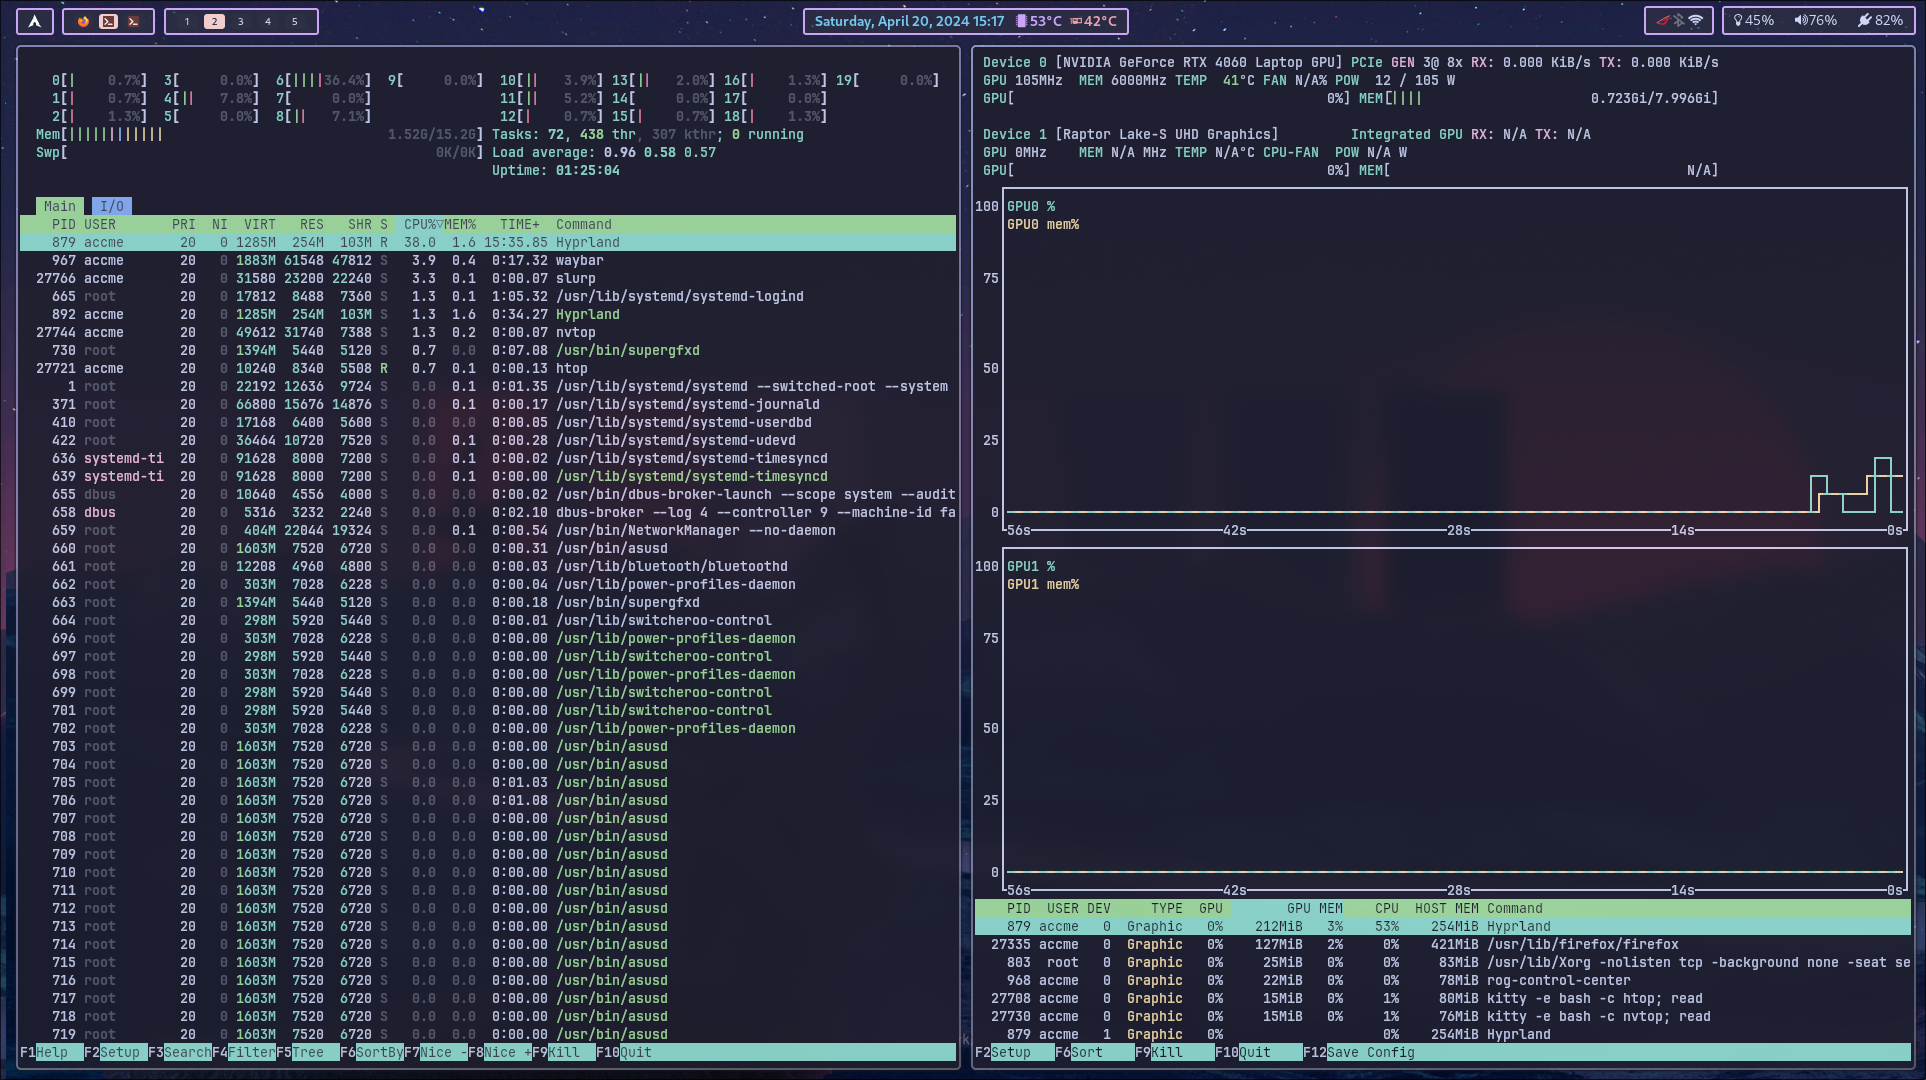 1 2 3 4 5
Saturday, April 20, 2024 15:17 53°C 42°C
45% 76% 82%
0[| 0.7%] 3[ 0.0%] 6[||||36.4%] 9[ 0.0%] 10[|| 3.9%] 13[|| 2.0%] 16[| 1.3%] 19[ 0.0%]
1[| 0.7%] 4[|| 7.8%] 7[ 0.0%] 11[|| 5.2%] 14[ 0.0%] 17[ 0.0%]
2[| 1.3%] 5[ 0.0%] 8[|| 7.1%] 12[| 0.7%] 15[| 0.7%] 18[| 1.3%]
Mem[|||||||||||| 1.52G/15.2G] Tasks: 72, 438 thr, 307 kthr; 0 running
Swp[ 0K/0K] Load average: 0.96 0.58 0.57
Uptime: 01:25:04
Main I/O
PID USER PRI NI VIRT RES SHR S CPU%▽MEM% TIME+ Command
879 accme 20 0 1285M 254M 103M R 38.0 1.6 15:35.85 Hyprland
967 accme 20 0 1883M 61548 47812 S 3.9 0.4 0:17.32 waybar
27766 accme 20 0 31580 23200 22240 S 3.3 0.1 0:00.07 slurp
665 root 20 0 17812 8488 7360 S 1.3 0.1 1:05.32 /usr/lib/systemd/systemd-logind
892 accme 20 0 1285M 254M 103M S 1.3 1.6 0:34.27 Hyprland
27744 accme 20 0 49612 31740 7388 S 1.3 0.2 0:00.07 nvtop
730 root 20 0 1394M 5440 5120 S 0.7 0.0 0:07.08 /usr/bin/supergfxd
27721 accme 20 0 10240 8340 5508 R 0.7 0.1 0:00.13 htop
1 root 20 0 22192 12636 9724 S 0.0 0.1 0:01.35 /usr/lib/systemd/systemd --switched-root --system
371 root 20 0 66800 15676 14876 S 0.0 0.1 0:00.17 /usr/lib/systemd/systemd-journald
410 root 20 0 17168 6400 5600 S 0.0 0.0 0:00.05 /usr/lib/systemd/systemd-userdbd
422 root 20 0 36464 10720 7520 S 0.0 0.1 0:00.28 /usr/lib/systemd/systemd-udevd
636 systemd-ti 20 0 91628 8000 7200 S 0.0 0.1 0:00.02 /usr/lib/systemd/systemd-timesyncd
639 systemd-ti 20 0 91628 8000 7200 S 0.0 0.1 0:00.00 /usr/lib/systemd/systemd-timesyncd
655 dbus 20 0 10640 4556 4000 S 0.0 0.0 0:00.02 /usr/bin/dbus-broker-launch --scope system --audit
658 dbus 20 0 5316 3232 2240 S 0.0 0.0 0:02.10 dbus-broker --log 4 --controller 9 --machine-id fa
659 root 20 0 404M 22044 19324 S 0.0 0.1 0:00.54 /usr/bin/NetworkManager --no-daemon
660 root 20 0 1603M 7520 6720 S 0.0 0.0 0:00.31 /usr/bin/asusd
661 root 20 0 12208 4960 4800 S 0.0 0.0 0:00.03 /usr/lib/bluetooth/bluetoothd
662 root 20 0 303M 7028 6228 S 0.0 0.0 0:00.04 /usr/lib/power-profiles-daemon
663 root 20 0 1394M 5440 5120 S 0.0 0.0 0:00.18 /usr/bin/supergfxd
664 root 20 0 298M 5920 5440 S 0.0 0.0 0:00.01 /usr/lib/switcheroo-control
696 root 20 0 303M 7028 6228 S 0.0 0.0 0:00.00 /usr/lib/power-profiles-daemon
697 root 20 0 298M 5920 5440 S 0.0 0.0 0:00.00 /usr/lib/switcheroo-control
698 root 20 0 303M 7028 6228 S 0.0 0.0 0:00.00 /usr/lib/power-profiles-daemon
699 root 20 0 298M 5920 5440 S 0.0 0.0 0:00.00 /usr/lib/switcheroo-control
701 root 20 0 298M 5920 5440 S 0.0 0.0 0:00.00 /usr/lib/switcheroo-control
702 root 20 0 303M 7028 6228 S 0.0 0.0 0:00.00 /usr/lib/power-profiles-daemon
703 root 20 0 1603M 7520 6720 S 0.0 0.0 0:00.00 /usr/bin/asusd
704 root 20 0 1603M 7520 6720 S 0.0 0.0 0:00.00 /usr/bin/asusd
705 root 20 0 1603M 7520 6720 S 0.0 0.0 0:01.03 /usr/bin/asusd
706 root 20 0 1603M 7520 6720 S 0.0 0.0 0:01.08 /usr/bin/asusd
707 root 20 0 1603M 7520 6720 S 0.0 0.0 0:00.00 /usr/bin/asusd
708 root 20 0 1603M 7520 6720 S 0.0 0.0 0:00.00 /usr/bin/asusd
709 root 20 0 1603M 7520 6720 S 0.0 0.0 0:00.00 /usr/bin/asusd
710 root 20 0 1603M 7520 6720 S 0.0 0.0 0:00.00 /usr/bin/asusd
711 root 20 0 1603M 7520 6720 S 0.0 0.0 0:00.00 /usr/bin/asusd
712 root 20 0 1603M 7520 6720 S 0.0 0.0 0:00.00 /usr/bin/asusd
713 root 20 0 1603M 7520 6720 S 0.0 0.0 0:00.00 /usr/bin/asusd
714 root 20 0 1603M 7520 6720 S 0.0 0.0 0:00.00 /usr/bin/asusd
715 root 20 0 1603M 7520 6720 S 0.0 0.0 0:00.00 /usr/bin/asusd
716 root 20 0 1603M 7520 6720 S 0.0 0.0 0:00.00 /usr/bin/asusd
717 root 20 0 1603M 7520 6720 S 0.0 0.0 0:00.00 /usr/bin/asusd
718 root 20 0 1603M 7520 6720 S 0.0 0.0 0:00.00 /usr/bin/asusd
719 root 20 0 1603M 7520 6720 S 0.0 0.0 0:00.00 /usr/bin/asusd
F1Help F2Setup F3SearchF4FilterF5Tree F6SortByF7Nice -F8Nice +F9Kill F10Quit
Device 0 [NVIDIA GeForce RTX 4060 Laptop GPU] PCIe GEN 3@ 8x RX: 0.000 KiB/s TX: 0.000 KiB/s
GPU 105MHz MEM 6000MHz TEMP 41°C FAN N/A% POW 12 / 105 W
GPU[ 0%] MEM[|||| 0.723Gi/7.996Gi]
Device 1 [Raptor Lake-S UHD Graphics] Integrated GPU RX: N/A TX: N/A
GPU 0MHz MEM N/A MHz TEMP N/A°C CPU-FAN POW N/A W
GPU[ 0%] MEM[ N/A]
100 GPU0 %
GPU0 mem%
75
50
25
0
56s 42s 28s 14s 0s
100 GPU1 %
GPU1 mem%
75
50
25
0
56s 42s 28s 14s 0s
PID USER DEV TYPE GPU GPU MEM CPU HOST MEM Command
879 accme 0 Graphic 0% 212MiB 3% 53% 254MiB Hyprland
27335 accme 0 Graphic 0% 127MiB 2% 0% 421MiB /usr/lib/firefox/firefox
803 root 0 Graphic 0% 25MiB 0% 0% 83MiB /usr/lib/Xorg -nolisten tcp -background none -seat se
968 accme 0 Graphic 0% 22MiB 0% 0% 78MiB rog-control-center
27708 accme 0 Graphic 0% 15MiB 0% 1% 80MiB kitty -e bash -c htop; read
27730 accme 0 Graphic 0% 15MiB 0% 1% 76MiB kitty -e bash -c nvtop; read
879 accme 1 Graphic 0% 0% 254MiB Hyprland
F2Setup F6Sort F9Kill F10Quit F12Save Config